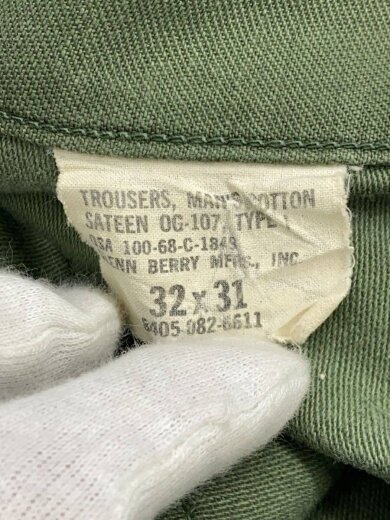 TROUSERS, MAN'S COTTON
SATEEN OG-107, TYPE I
DSA 100-68-C-1849
ENN BERRY MFRS., INC.
32 x 31
8405-082-6611